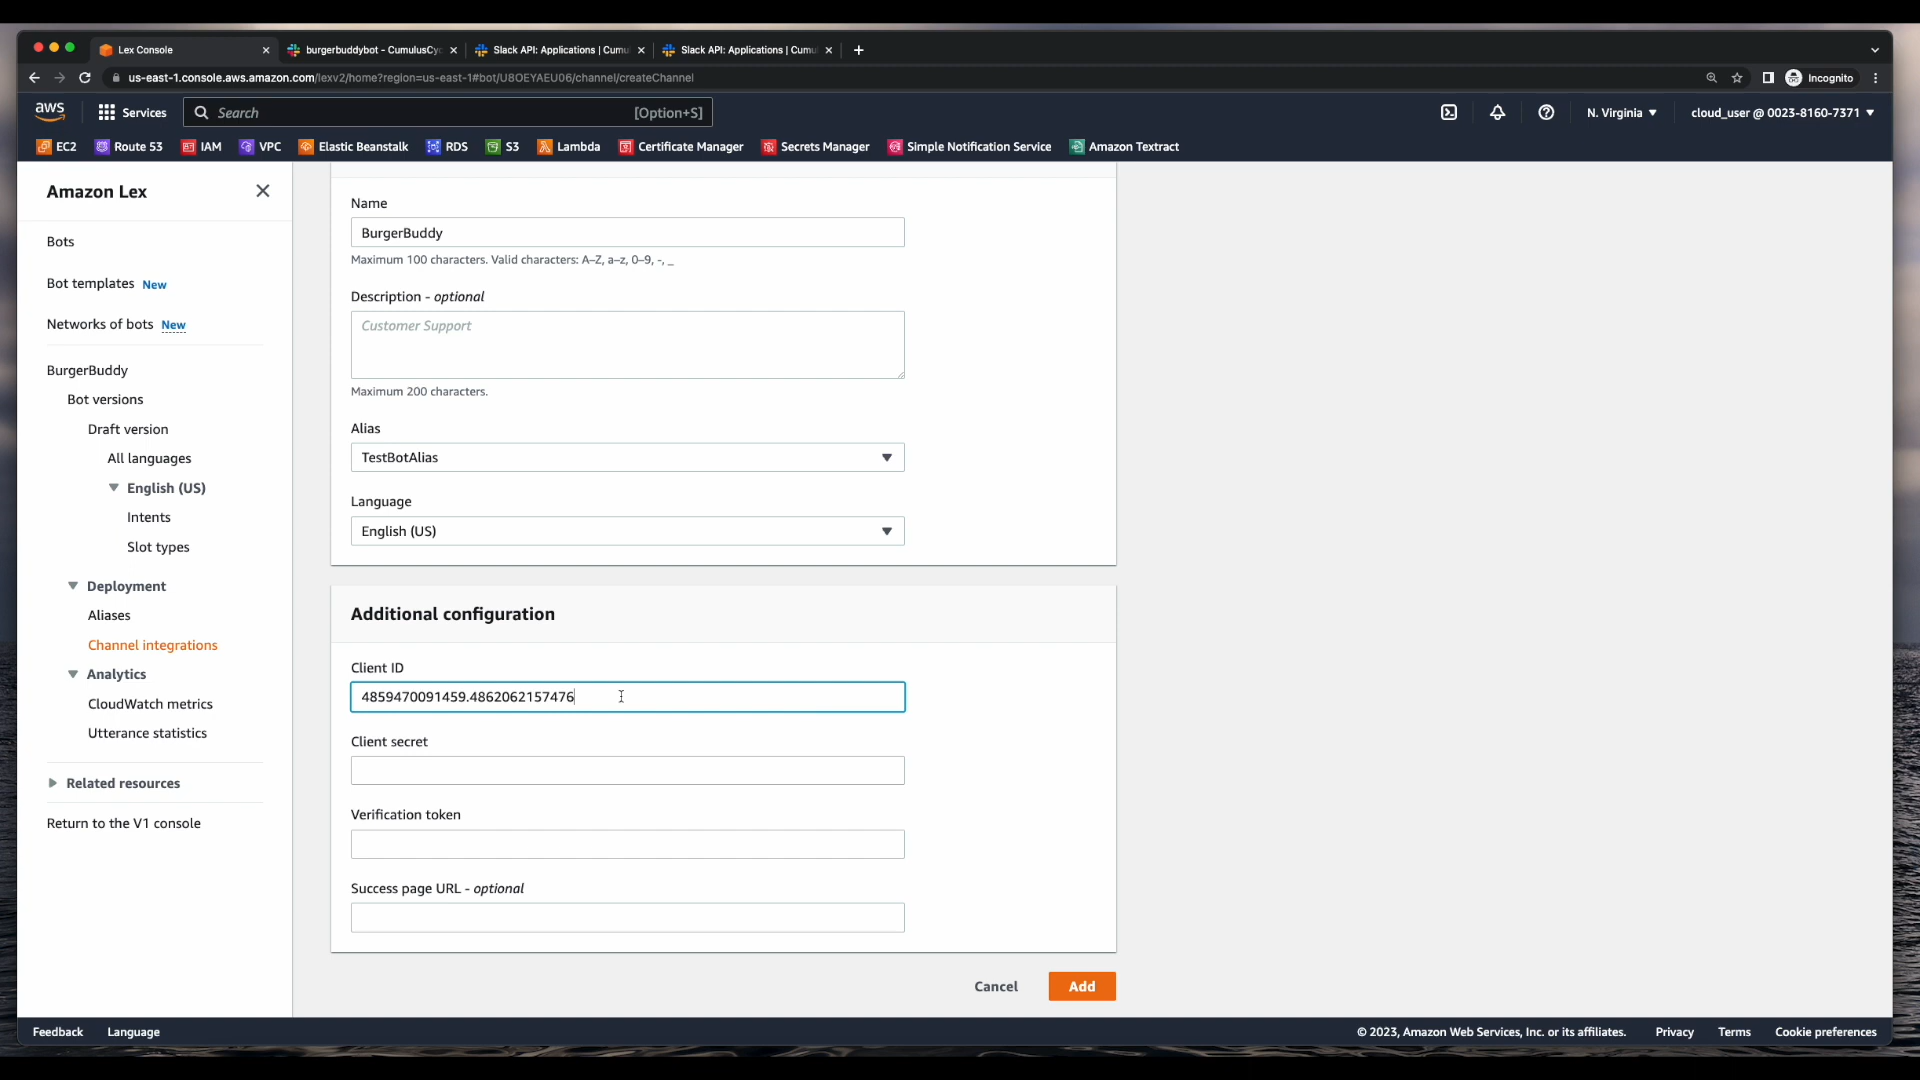 Lex Console
burgerbuddybot - CumulusCyc
Slack API: Applications | Cumu
Slack API: Applications | Cumu
us-east-1.console.aws.amazon.com/lexv2/home?region=us-east-1#bot/U8OEYAEU06/channel/createChannel
Incognito
aws
Services
Search
[Option+S]
N. Virginia
cloud_user @ 0023-8160-7371
EC2
Route 53
IAM
VPC
Elastic Beanstalk
RDS
S3
Lambda
Certificate Manager
Secrets Manager
Simple Notification Service
Amazon Textract
Amazon Lex
Bots
Bot templates New
Networks of bots New
BurgerBuddy
Bot versions
Draft version
All languages
English (US)
Intents
Slot types
Deployment
Aliases
Channel integrations
Analytics
CloudWatch metrics
Utterance statistics
Related resources
Return to the V1 console
Name
BurgerBuddy
Maximum 100 characters. Valid characters: A–Z, a–z, 0–9, -, _
Description - optional
Customer Support
Maximum 200 characters.
Alias
TestBotAlias
Language
English (US)
Additional configuration
Client ID
4859470091459.4862062157476
Client secret
Verification token
Success page URL - optional
Cancel
Add
Feedback
Language
© 2023, Amazon Web Services, Inc. or its affiliates.
Privacy
Terms
Cookie preferences